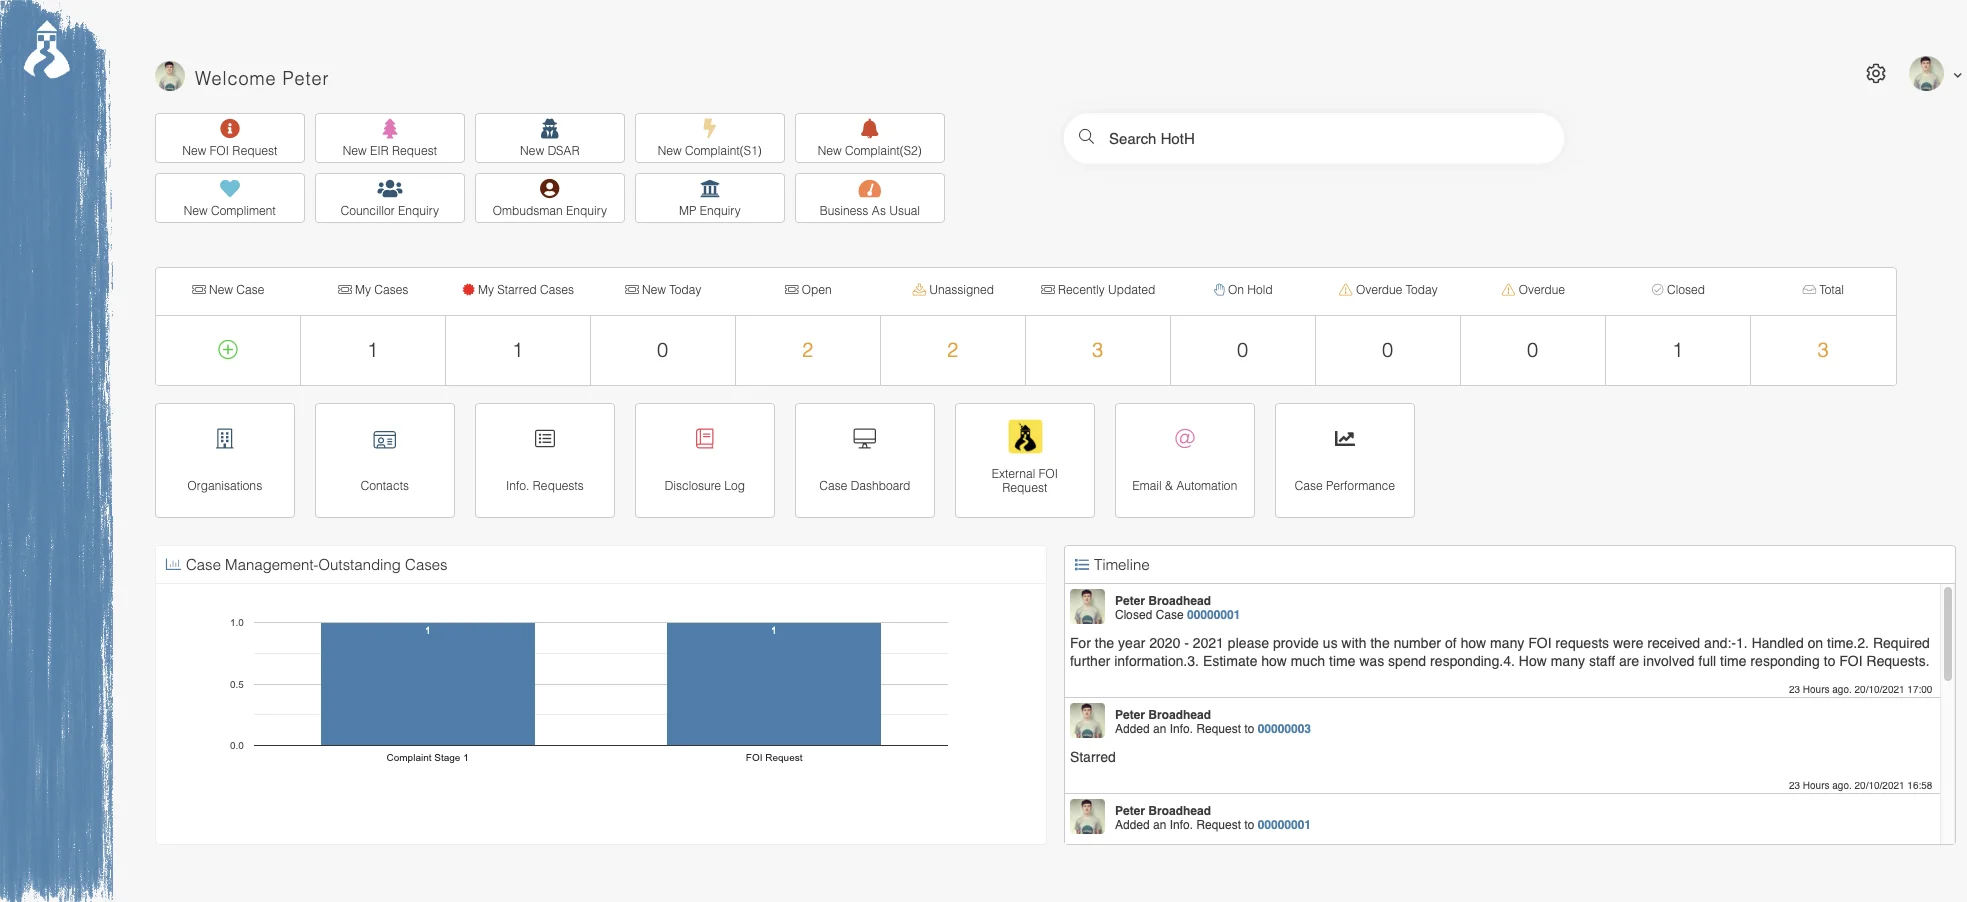 Welcome Peter
New FOI Request
New EIR Request
New DSAR
New Complaint(S1)
New Complaint(S2)
Search HotH
New Compliment
Councillor Enquiry
Ombudsman Enquiry
MP Enquiry
Business As Usual
New Case
My Cases
My Starred Cases
New Today
Open
Unassigned
Recently Updated
On Hold
Overdue Today
Overdue
Closed
Total
1
1
0
2
2
3
0
0
0
1
3
Organisations
Contacts
Info. Requests
Disclosure Log
Case Dashboard
External FOI
Request
Email & Automation
Case Performance
Case Management-Outstanding Cases
1.0
0.5
0.0
1
1
Complaint Stage 1
FOI Request
Timeline
Peter Broadhead
Closed Case 00000001
For the year 2020 - 2021 please provide us with the number of how many FOI requests were received and:-1. Handled on time.2. Required
further information.3. Estimate how much time was spend responding.4. How many staff are involved full time responding to FOI Requests.
23 Hours ago. 20/10/2021 17:00
Peter Broadhead
Added an Info. Request to 00000003
Starred
23 Hours ago. 20/10/2021 16:58
Peter Broadhead
Added an Info. Request to 00000001